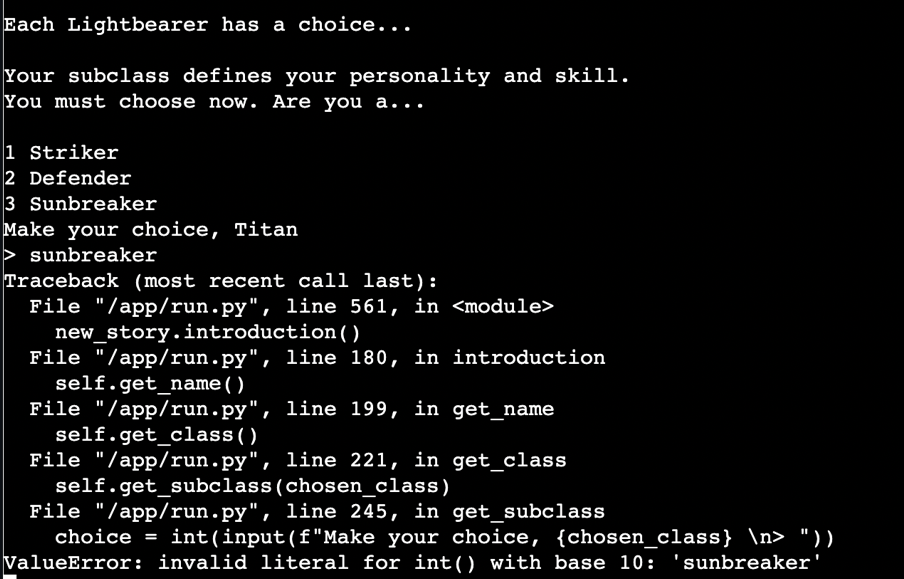 Each Lightbearer has a choice...
Your subclass defines your personality and skill.
You must choose now. Are you a...
1 Striker
2 Defender
3 Sunbreaker
Make your choice, Titan
> sunbreaker
Traceback (most recent call last):
  File "/app/run.py", line 561, in <module>
    new_story.introduction()
  File "/app/run.py", line 180, in introduction
    self.get_name()
  File "/app/run.py", line 199, in get_name
    self.get_class()
  File "/app/run.py", line 221, in get_class
    self.get_subclass(chosen_class)
  File "/app/run.py", line 245, in get_subclass
    choice = int(input(f"Make your choice, {chosen_class} \n> "))
ValueError: invalid literal for int() with base 10: 'sunbreaker'